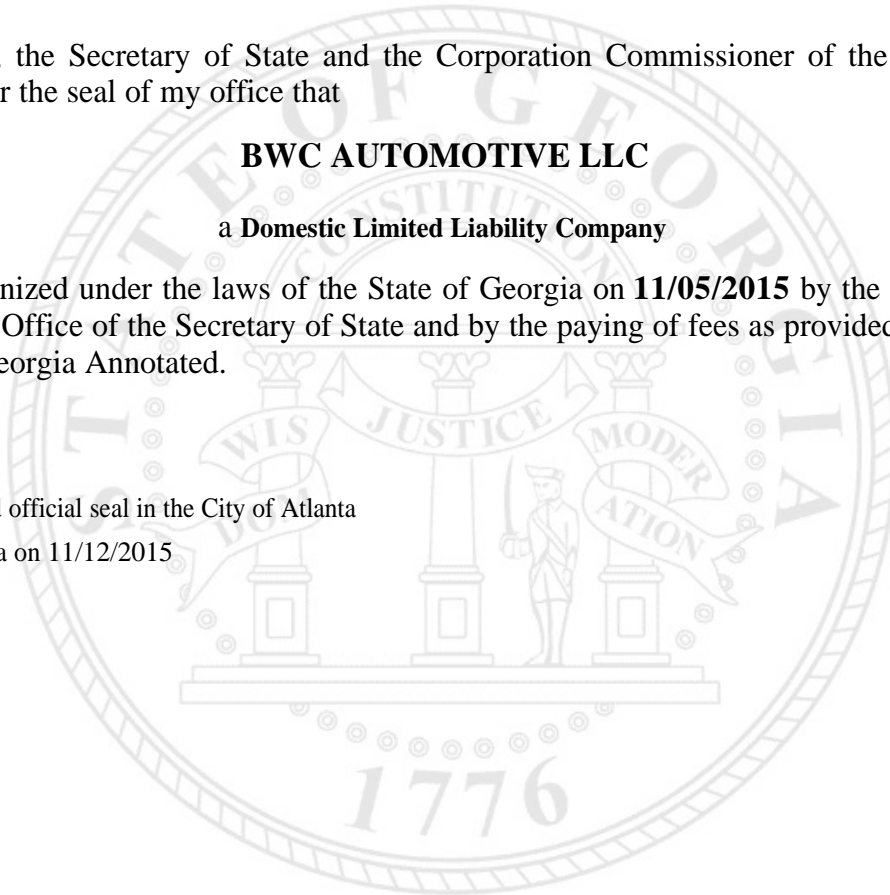 , the Secretary of State and the Corporation Commissioner of the
r the seal of my office that
BWC AUTOMOTIVE LLC
a Domestic Limited Liability Company
nized under the laws of the State of Georgia on 11/05/2015 by the
Office of the Secretary of State and by the paying of fees as provided
eorgia Annotated.
l official seal in the City of Atlanta
a on 11/12/2015
STATE OF GEORGIA
CONSTITUTION
WIS
DOM
JUSTICE
MODER
ATION
1776